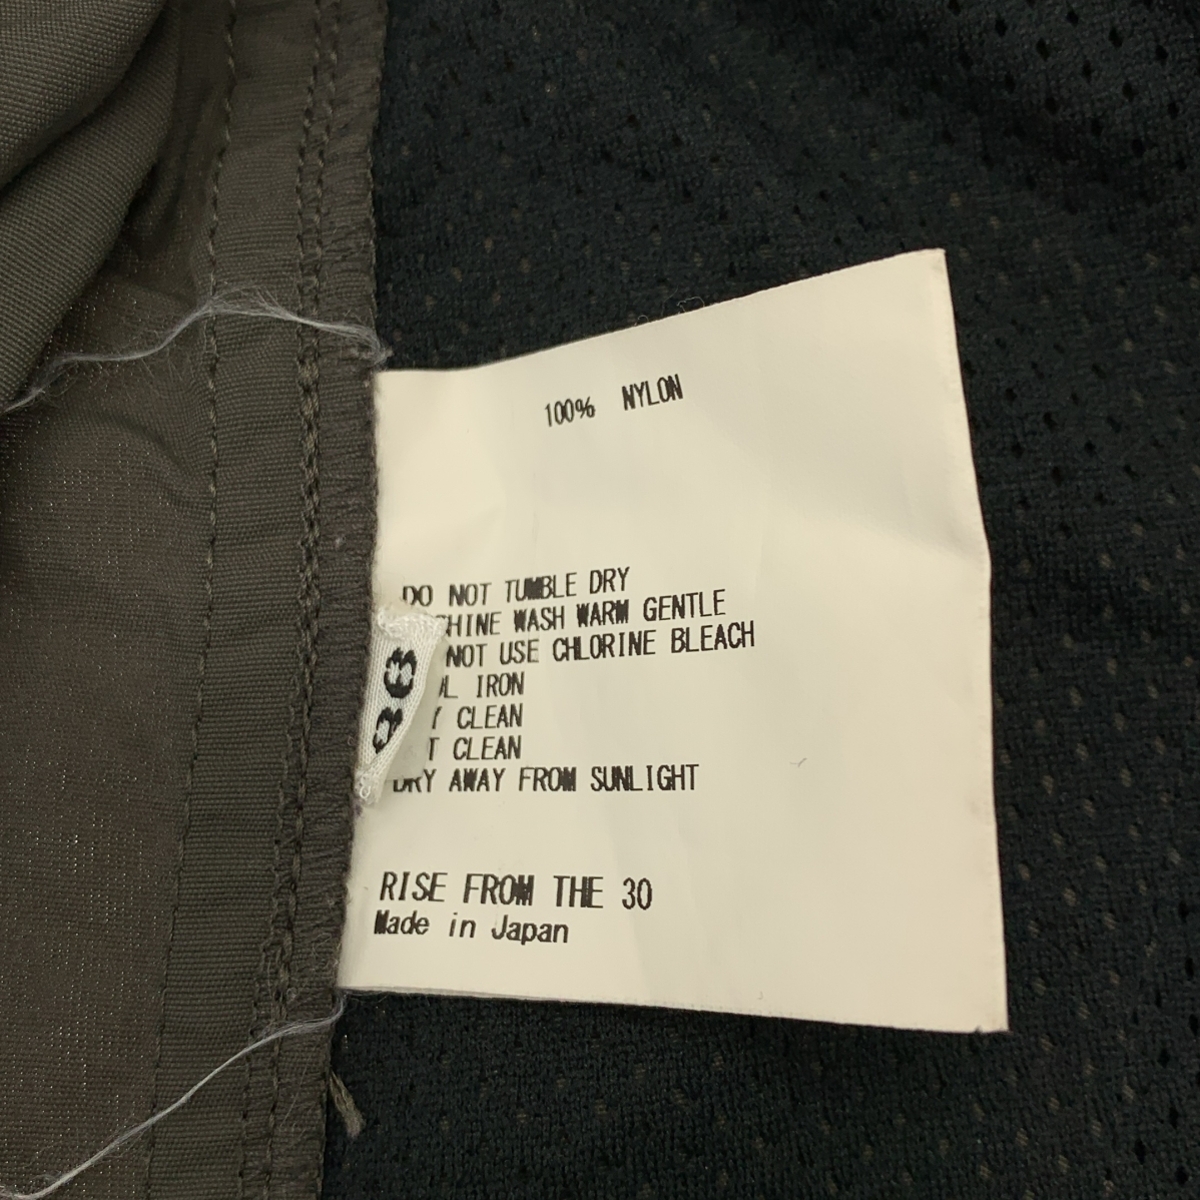 100% NYLON
DO NOT TUMBLE DRY
WASH WARM GENTLE
NOT USE CHLORINE BLEACH
IRON
CLEAN
CLEAN
DRY AWAY FROM SUNLIGHT
RISE FROM THE 30
Made in Japan